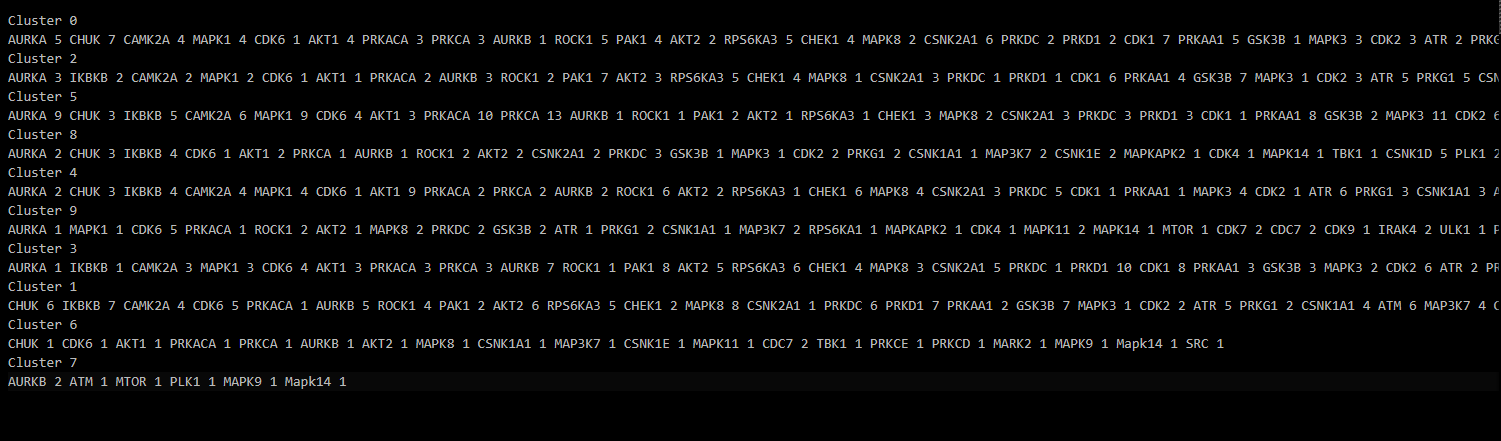 Cluster 0
AURKA 5 CHUK 7 CAMK2A 4 MAPK1 4 CDK6 1 AKT1 4 PRKACA 3 PRKCA 3 AURKB 1 ROCK1 5 PAK1 4 AKT2 2 RPS6KA3 5 CHEK1 4 MAPK8 2 CSNK2A1 6 PRKDC 2 PRKD1 2 CDK1 7 PRKAA1 5 GSK3B 1 MAPK3 3 CDK2 3 ATR 2 PRKG
Cluster 2
AURKA 3 IKBKB 2 CAMK2A 2 MAPK1 2 CDK6 1 AKT1 1 PRKACA 2 AURKB 3 ROCK1 2 PAK1 7 AKT2 3 RPS6KA3 5 CHEK1 4 MAPK8 1 CSNK2A1 3 PRKDC 1 PRKD1 1 CDK1 6 PRKAA1 4 GSK3B 7 MAPK3 1 CDK2 3 ATR 5 PRKG1 5 CSN
Cluster 5
AURKA 9 CHUK 3 IKBKB 5 CAMK2A 6 MAPK1 9 CDK6 4 AKT1 3 PRKACA 10 PRKCA 13 AURKB 1 ROCK1 1 PAK1 2 AKT2 1 RPS6KA3 1 CHEK1 3 MAPK8 2 CSNK2A1 3 PRKDC 3 PRKD1 3 CDK1 1 PRKAA1 8 GSK3B 2 MAPK3 11 CDK2 6
Cluster 8
AURKA 2 CHUK 3 IKBKB 4 CDK6 1 AKT1 2 PRKCA 1 AURKB 1 ROCK1 2 AKT2 2 CSNK2A1 2 PRKDC 3 GSK3B 1 MAPK3 1 CDK2 2 PRKG1 2 CSNK1A1 1 MAP3K7 2 CSNK1E 2 MAPKAPK2 1 CDK4 1 MAPK14 1 TBK1 1 CSNK1D 5 PLK1 2
Cluster 4
AURKA 2 CHUK 3 IKBKB 4 CAMK2A 4 MAPK1 4 CDK6 1 AKT1 9 PRKACA 2 PRKCA 2 AURKB 2 ROCK1 6 AKT2 2 RPS6KA3 1 CHEK1 6 MAPK8 4 CSNK2A1 3 PRKDC 5 CDK1 1 PRKAA1 1 MAPK3 4 CDK2 1 ATR 6 PRKG1 3 CSNK1A1 3 A
Cluster 9
AURKA 1 MAPK1 1 CDK6 5 PRKACA 1 ROCK1 2 AKT2 1 MAPK8 2 PRKDC 2 GSK3B 2 ATR 1 PRKG1 2 CSNK1A1 1 MAP3K7 2 RPS6KA1 1 MAPKAPK2 1 CDK4 1 MAPK11 2 MAPK14 1 MTOR 1 CDK7 2 CDC7 2 CDK9 1 IRAK4 2 ULK1 1
Cluster 3
AURKA 1 IKBKB 1 CAMK2A 3 MAPK1 3 CDK6 4 AKT1 3 PRKACA 3 PRKCA 3 AURKB 7 ROCK1 1 PAK1 8 AKT2 5 RPS6KA3 6 CHEK1 4 MAPK8 3 CSNK2A1 5 PRKDC 1 PRKD1 10 CDK1 8 PRKAA1 3 GSK3B 3 MAPK3 2 CDK2 6 ATR 2 PR
Cluster 1
CHUK 6 IKBKB 7 CAMK2A 4 CDK6 5 PRKACA 1 AURKB 5 ROCK1 4 PAK1 2 AKT2 6 RPS6KA3 5 CHEK1 2 MAPK8 8 CSNK2A1 1 PRKDC 6 PRKD1 7 PRKAA1 2 GSK3B 7 MAPK3 1 CDK2 2 ATR 5 PRKG1 2 CSNK1A1 4 ATM 6 MAP3K7 4
Cluster 6
CHUK 1 CDK6 1 AKT1 1 PRKACA 1 PRKCA 1 AURKB 1 AKT2 1 MAPK8 1 CSNK1A1 1 MAP3K7 1 CSNK1E 1 MAPK11 1 CDC7 2 TBK1 1 PRKCE 1 PRKCD 1 MARK2 1 MAPK9 1 Mapk14 1 SRC 1
Cluster 7
AURKB 2 ATM 1 MTOR 1 PLK1 1 MAPK9 1 Mapk14 1